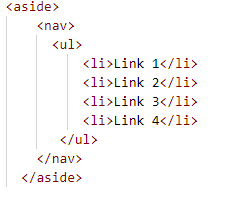 <aside>
<nav>
<ul>
<li>Link 1</li>
<li>Link 2</li>
<li>Link 3</li>
<li>Link 4</li>
</ul>
</nav>
</aside>